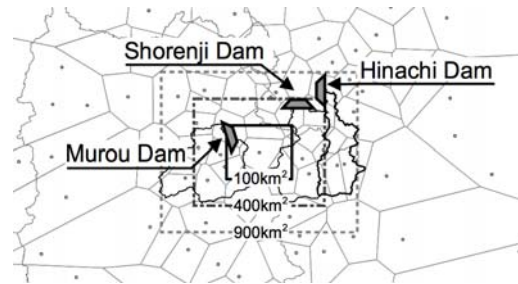 Shorenji Dam
Hinachi Dam
Murou Dam
100km²
400km²
900km²